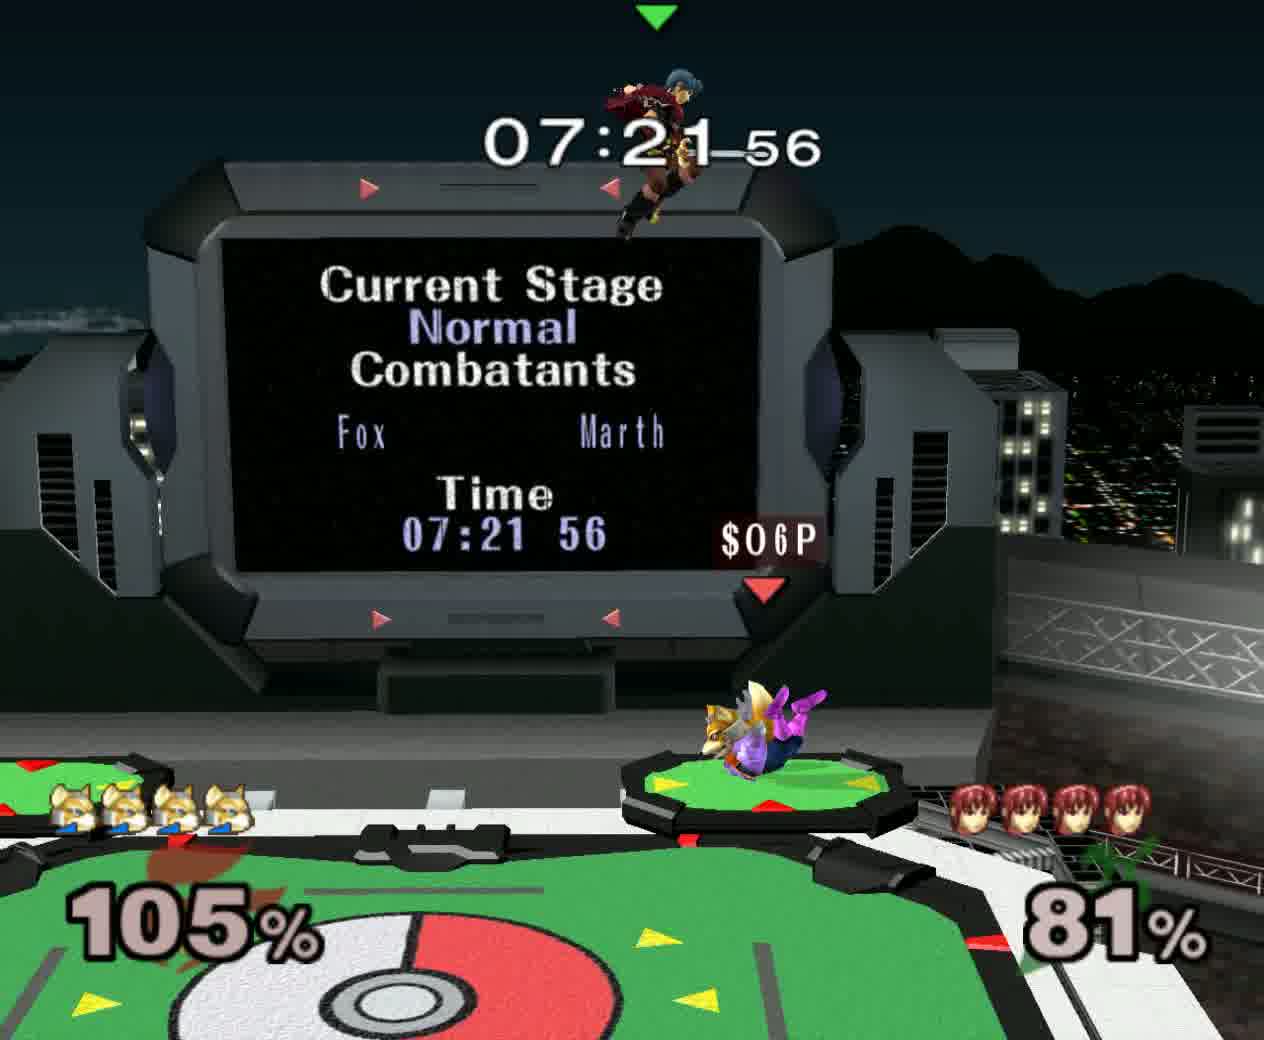 07:21 56
Current Stage
Normal
Combatants
Fox Marth
Time
07:21 56
$06P
105%
81%